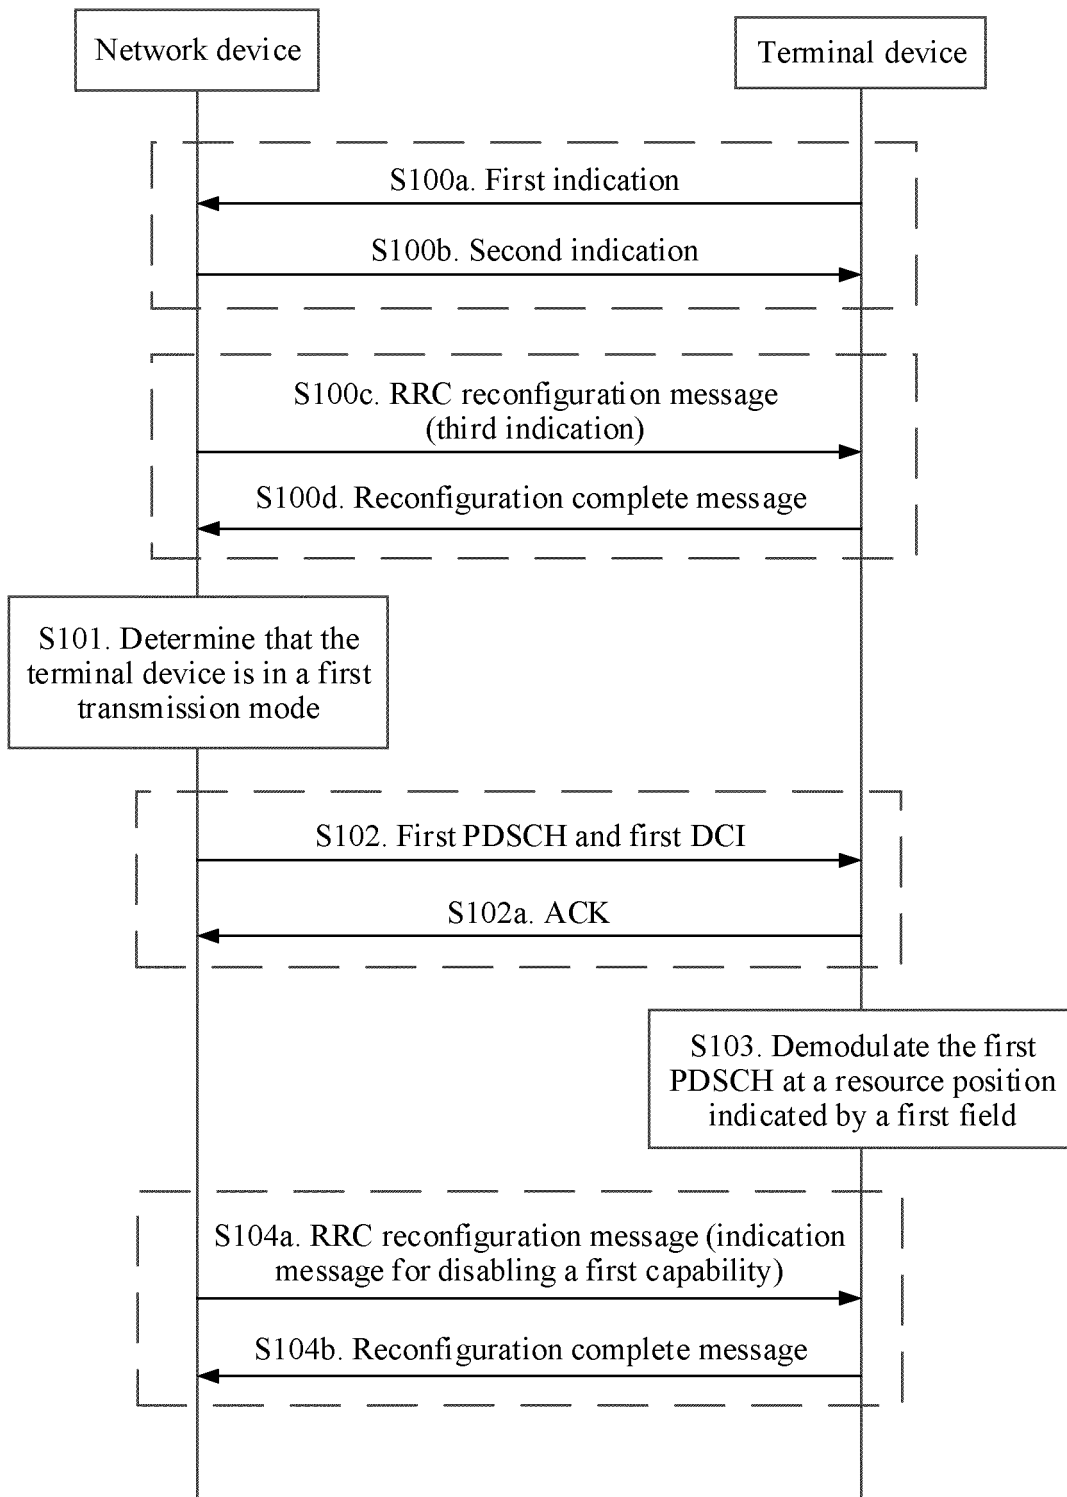 Network device
Terminal device
S100a. First indication
S100b. Second indication
S100c. RRC reconfiguration message
(third indication)
S100d. Reconfiguration complete message
S101. Determine that the
terminal device is in a first
transmission mode
S102. First PDSCH and first DCI
S102a. ACK
S103. Demodulate the first
PDSCH at a resource position
indicated by a first field
S104a. RRC reconfiguration message (indication
message for disabling a first capability)
S104b. Reconfiguration complete message